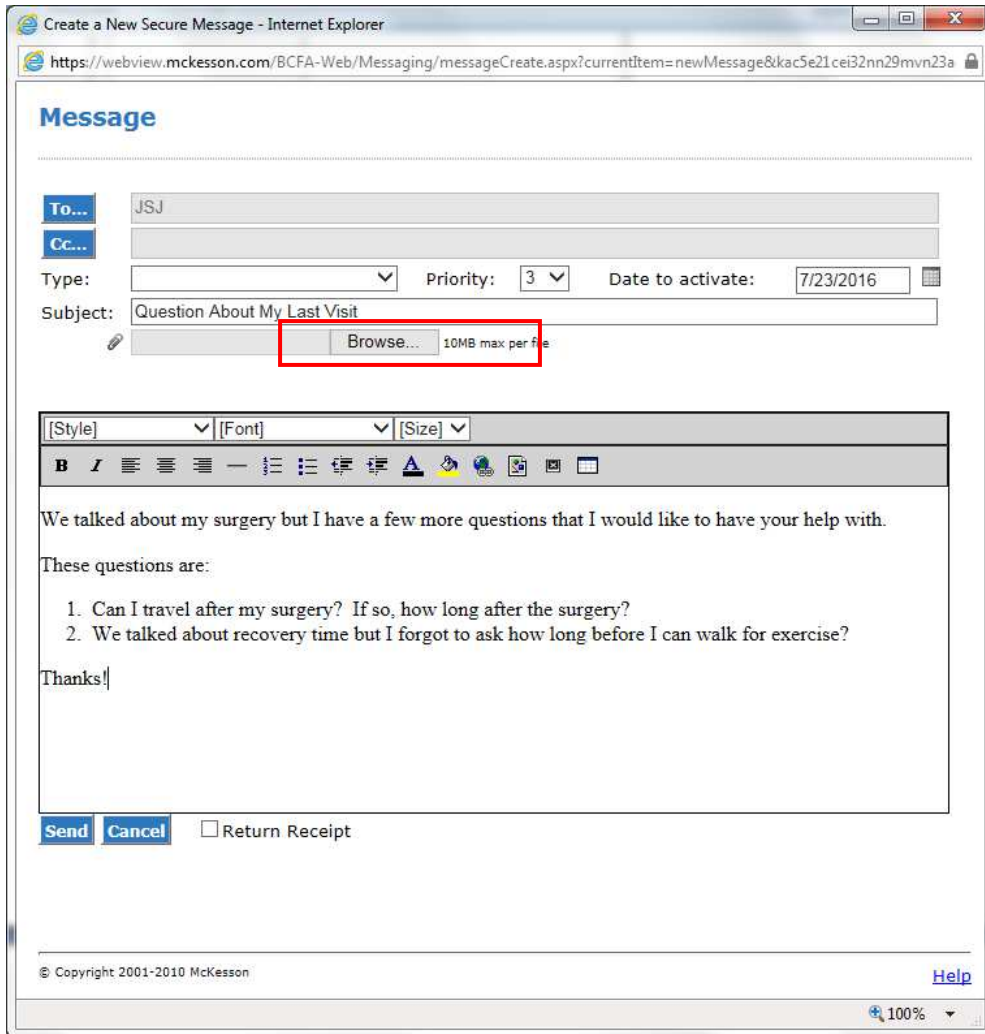 Create a New Secure Message - Internet Explorer
https://webview.mckesson.com/BCFA-Web/Messaging/messageCreate.aspx?currentItem=newMessage&kac5e21cei32nn29mvn23a
Message
To... JSJ
Cc...
Type: Priority: 3 Date to activate: 7/23/2016
Subject: Question About My Last Visit
Browse... 10MB max per file
[Style] [Font] [Size]
B I A
We talked about my surgery but I have a few more questions that I would like to have your help with.
These questions are:
1. Can I travel after my surgery? If so, how long after the surgery?
2. We talked about recovery time but I forgot to ask how long before I can walk for exercise?
Thanks!
Send Cancel Return Receipt
© Copyright 2001-2010 McKesson
Help
100%